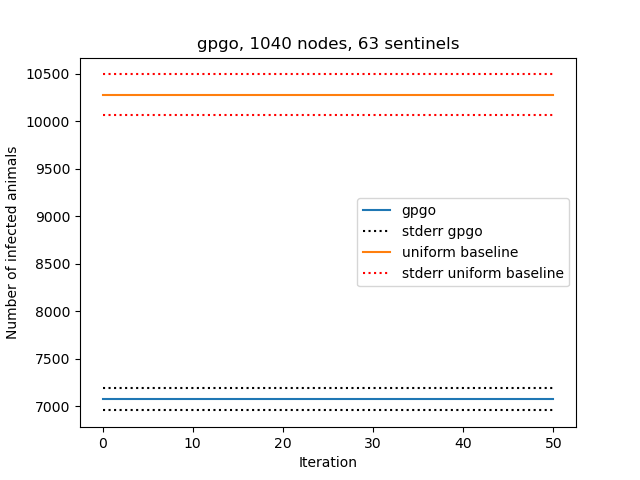 gpgo, 1040 nodes, 63 sentinels
Number of infected animals
10500
10000
9500
9000
8500
8000
7500
7000
gpgo
stderr gpgo
uniform baseline
stderr uniform baseline
0 10 20 30 40 50
Iteration